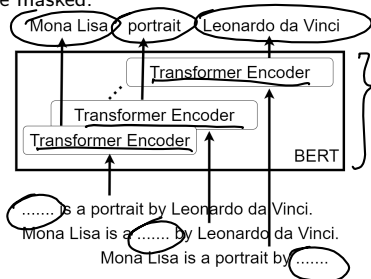 e masked.
Mona Lisa portrait Leonardo da Vinci
Transformer Encoder
Transformer Encoder
Transformer Encoder
BERT
....... is a portrait by Leonardo da Vinci.
Mona Lisa is a ....... by Leonardo da Vinci.
Mona Lisa is a portrait by .......